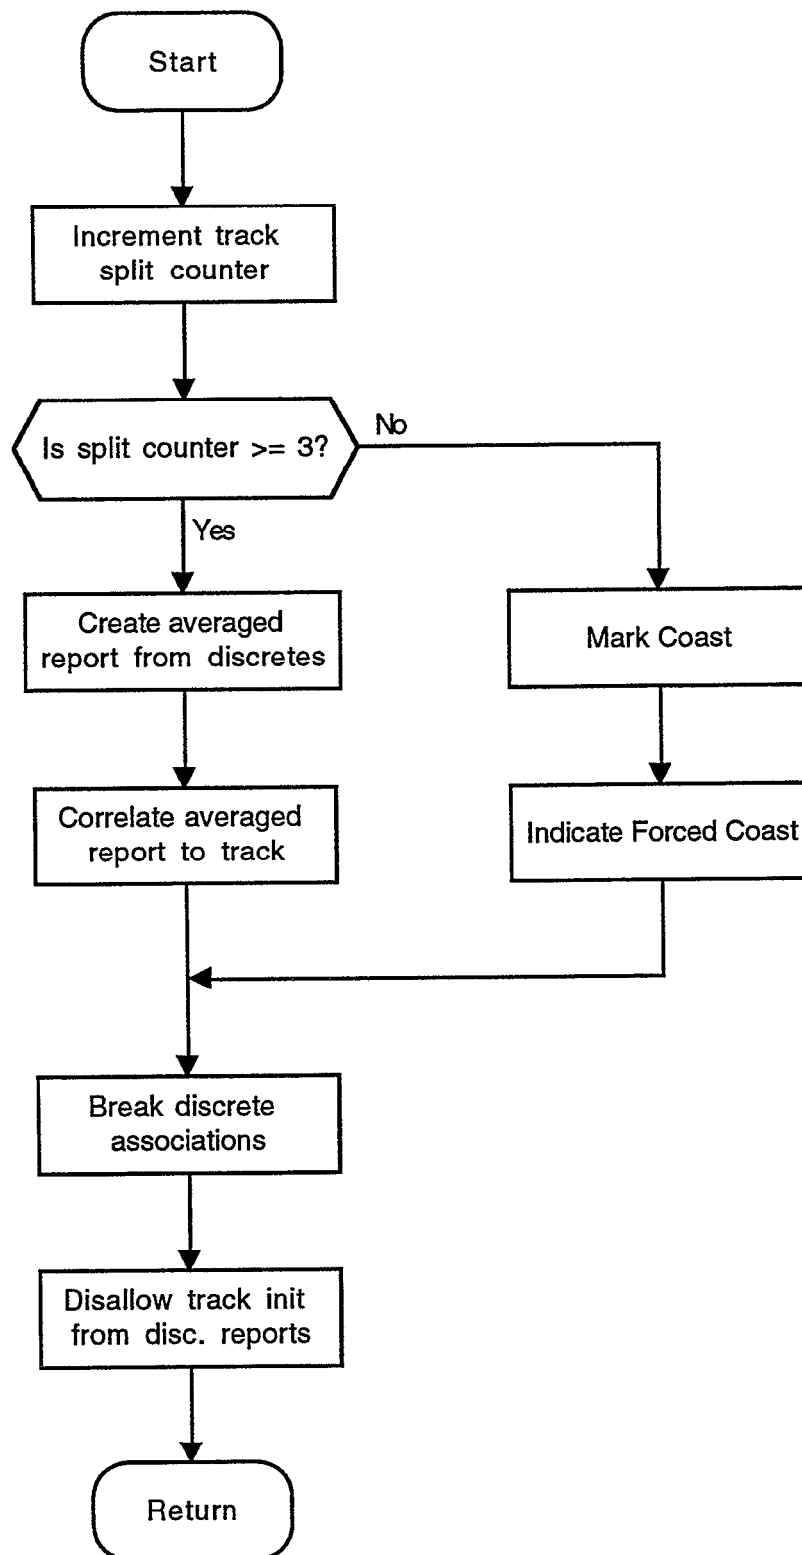 Start
Increment track
split counter
Is split counter >= 3?
No
Yes
Create averaged
report from discretes
Mark Coast
Correlate averaged
report to track
Indicate Forced Coast
Break discrete
associations
Disallow track init
from disc. reports
Return